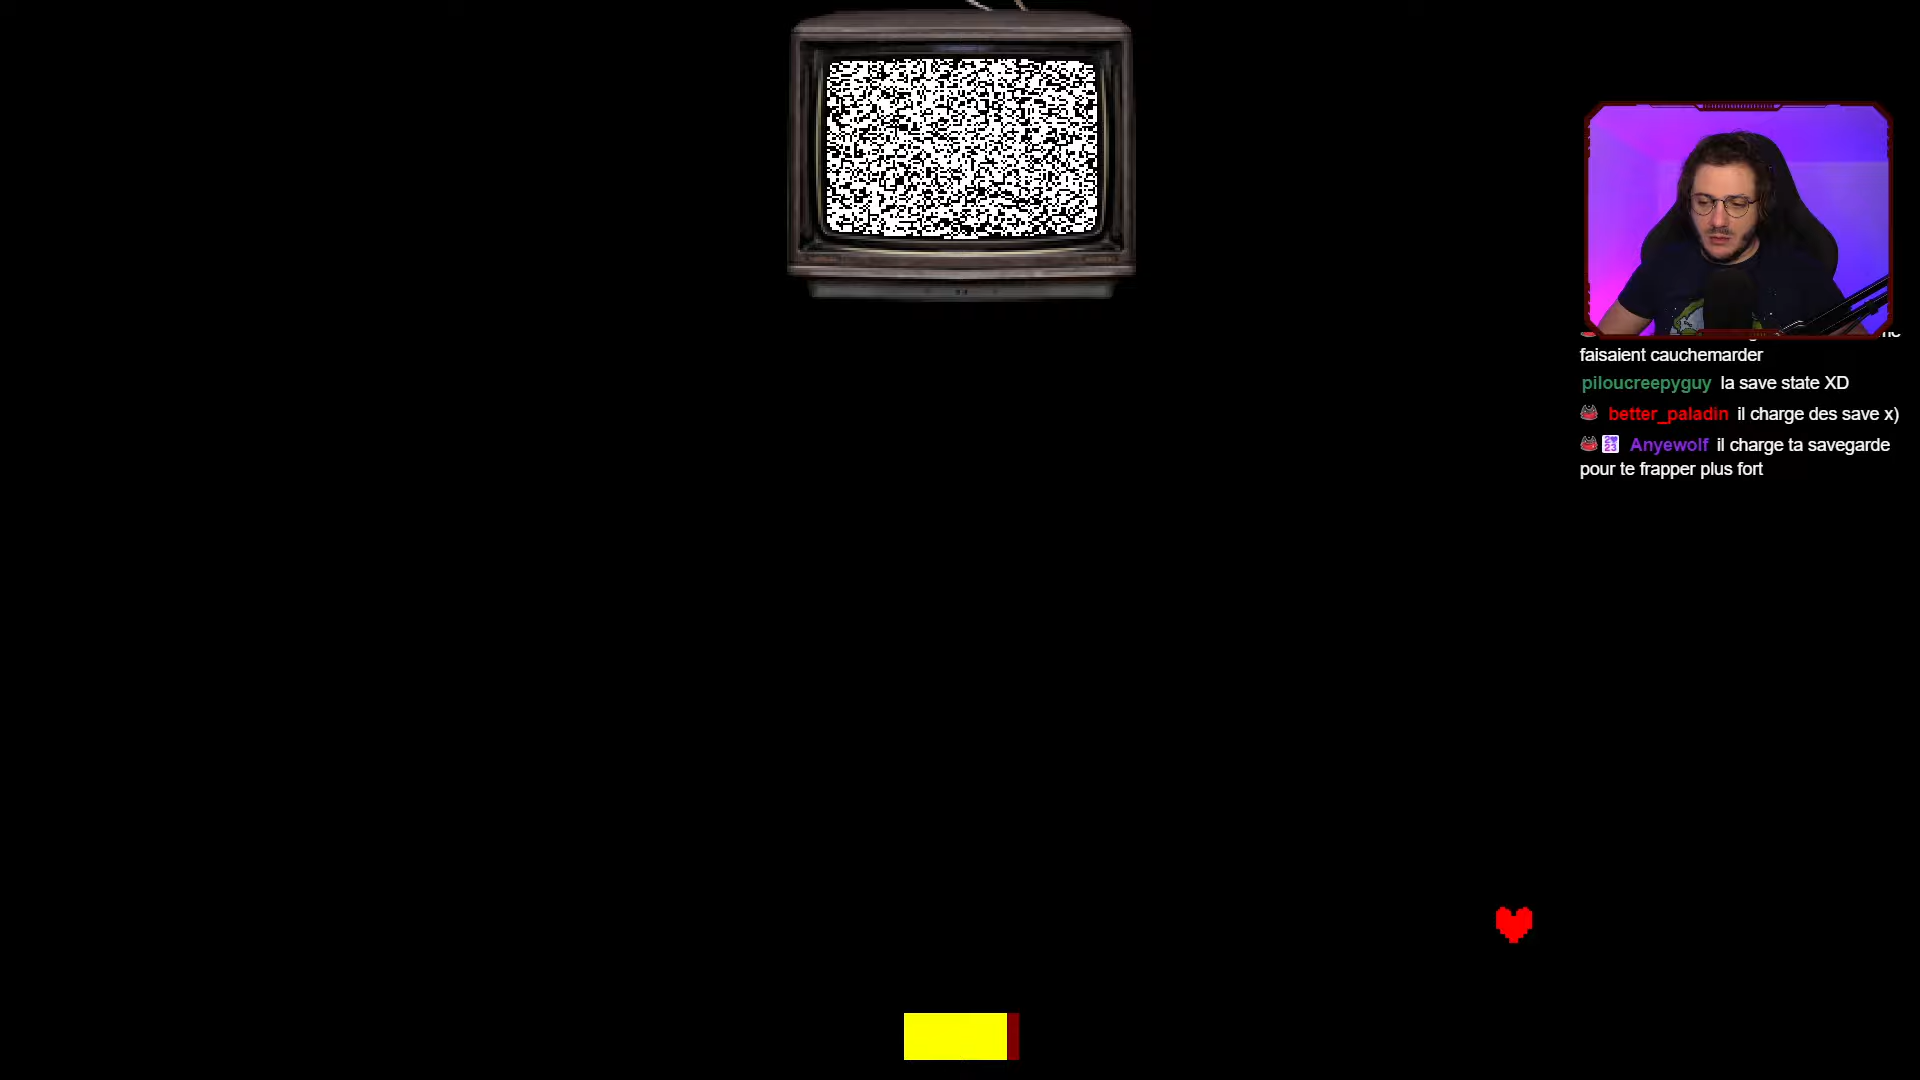 faisaient cauchemarder
piloucreepyguy la save state XD
better_paladin il charge des save x)
Anyewolf il charge ta savegarde
pour te frapper plus fort